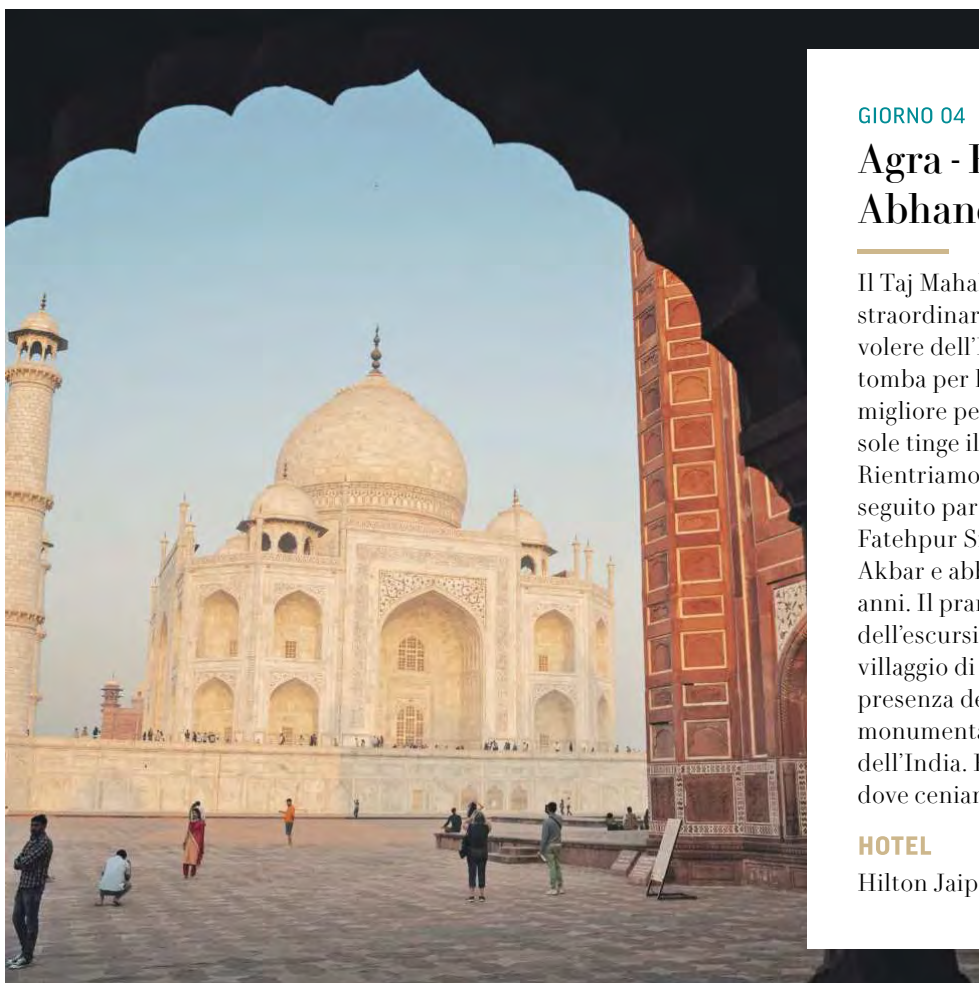 GIORNO 04
Agra -
Abhan
Il Taj Maha
straordinar
volere dell’
tomba per
migliore pe
sole tinge il
Rientriamo
seguito par
Fatehpur S
Akbar e abb
anni. Il pran
dell’escursi
villaggio di
presenza de
monumenta
dell’India.
dove cenia
HOTEL
Hilton Jaip